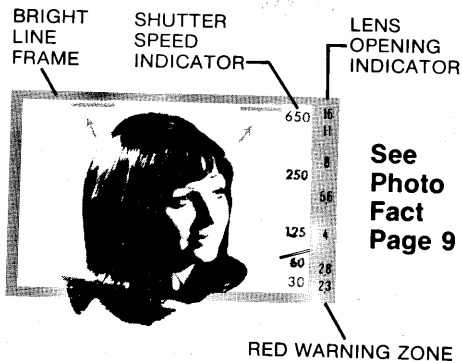 BRIGHT
LINE
FRAME
SHUTTER
SPEED
INDICATOR
LENS
OPENING
INDICATOR
650
250
125
60
30
16
11
8
5.6
4
2.8
2.3
See
Photo
Fact
Page 9
RED WARNING ZONE